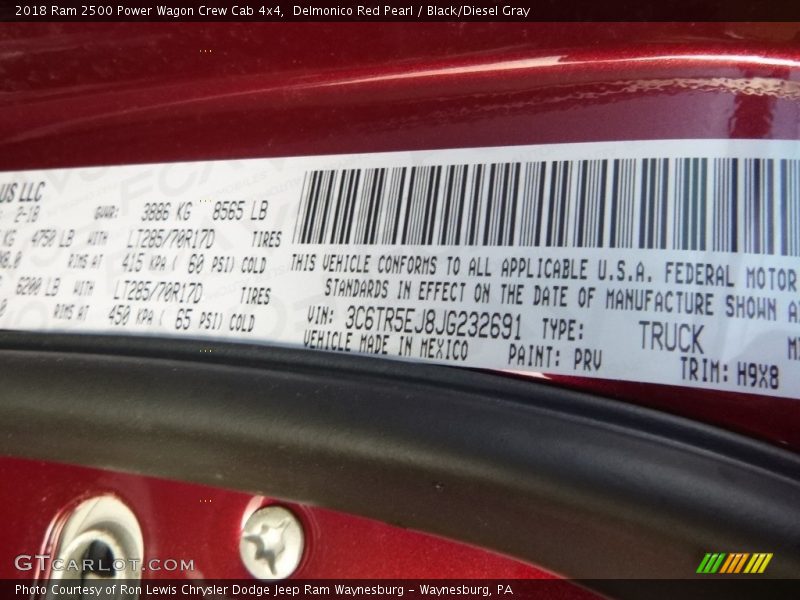 2018 Ram 2500 Power Wagon Crew Cab 4x4,  Delmonico Red Pearl / Black/Diesel Gray
US LLC
2-18 GVWR: 3886 KG 8565 LB
KG 4750 LB WITH LT285/70R17D TIRES
RIMS AT 415 KPA ( 60 PSI) COLD
6200 LB WITH LT285/70R17D TIRES
RIMS AT 450 KPA ( 65 PSI) COLD
THIS VEHICLE CONFORMS TO ALL APPLICABLE U.S.A. FEDERAL MOTOR
STANDARDS IN EFFECT ON THE DATE OF MANUFACTURE SHOWN
VIN: 3C6TR5EJ8JG232691 TYPE: TRUCK
VEHICLE MADE IN MEXICO PAINT: PRV
TRIM: H9X8
GTCARLOT.COM
Photo Courtesy of Ron Lewis Chrysler Dodge Jeep Ram Waynesburg - Waynesburg, PA